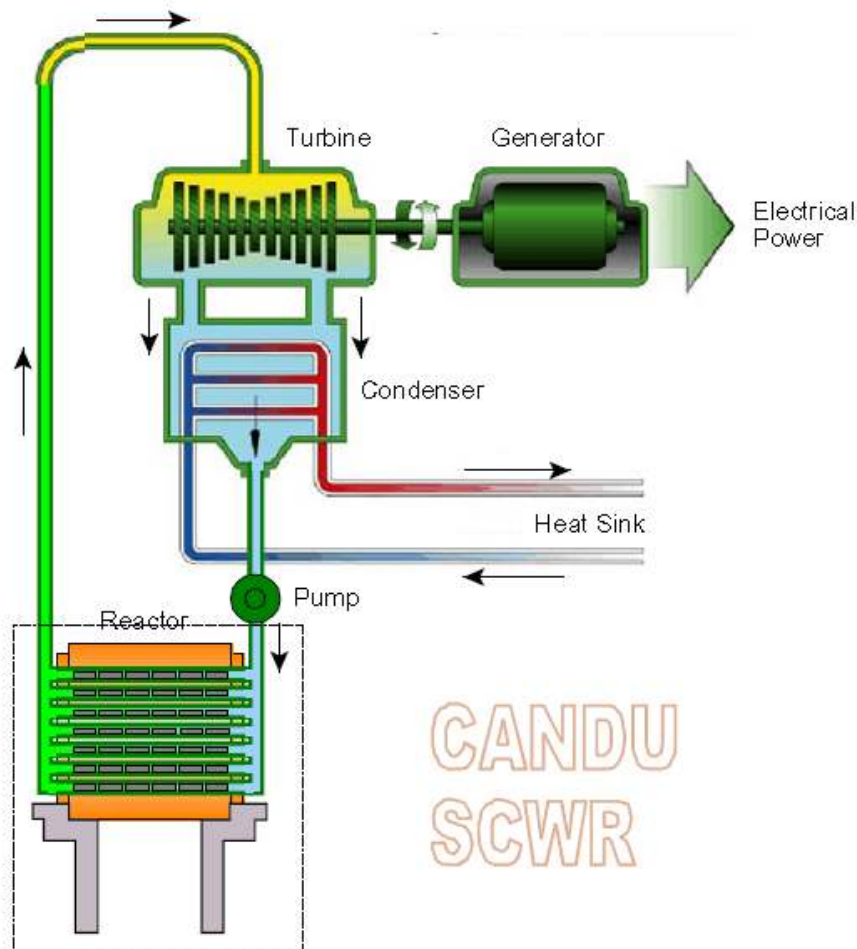 Turbine
Generator
Electrical
Power
Condenser
Heat Sink
Pump
Reactor
CANDU
SCWR